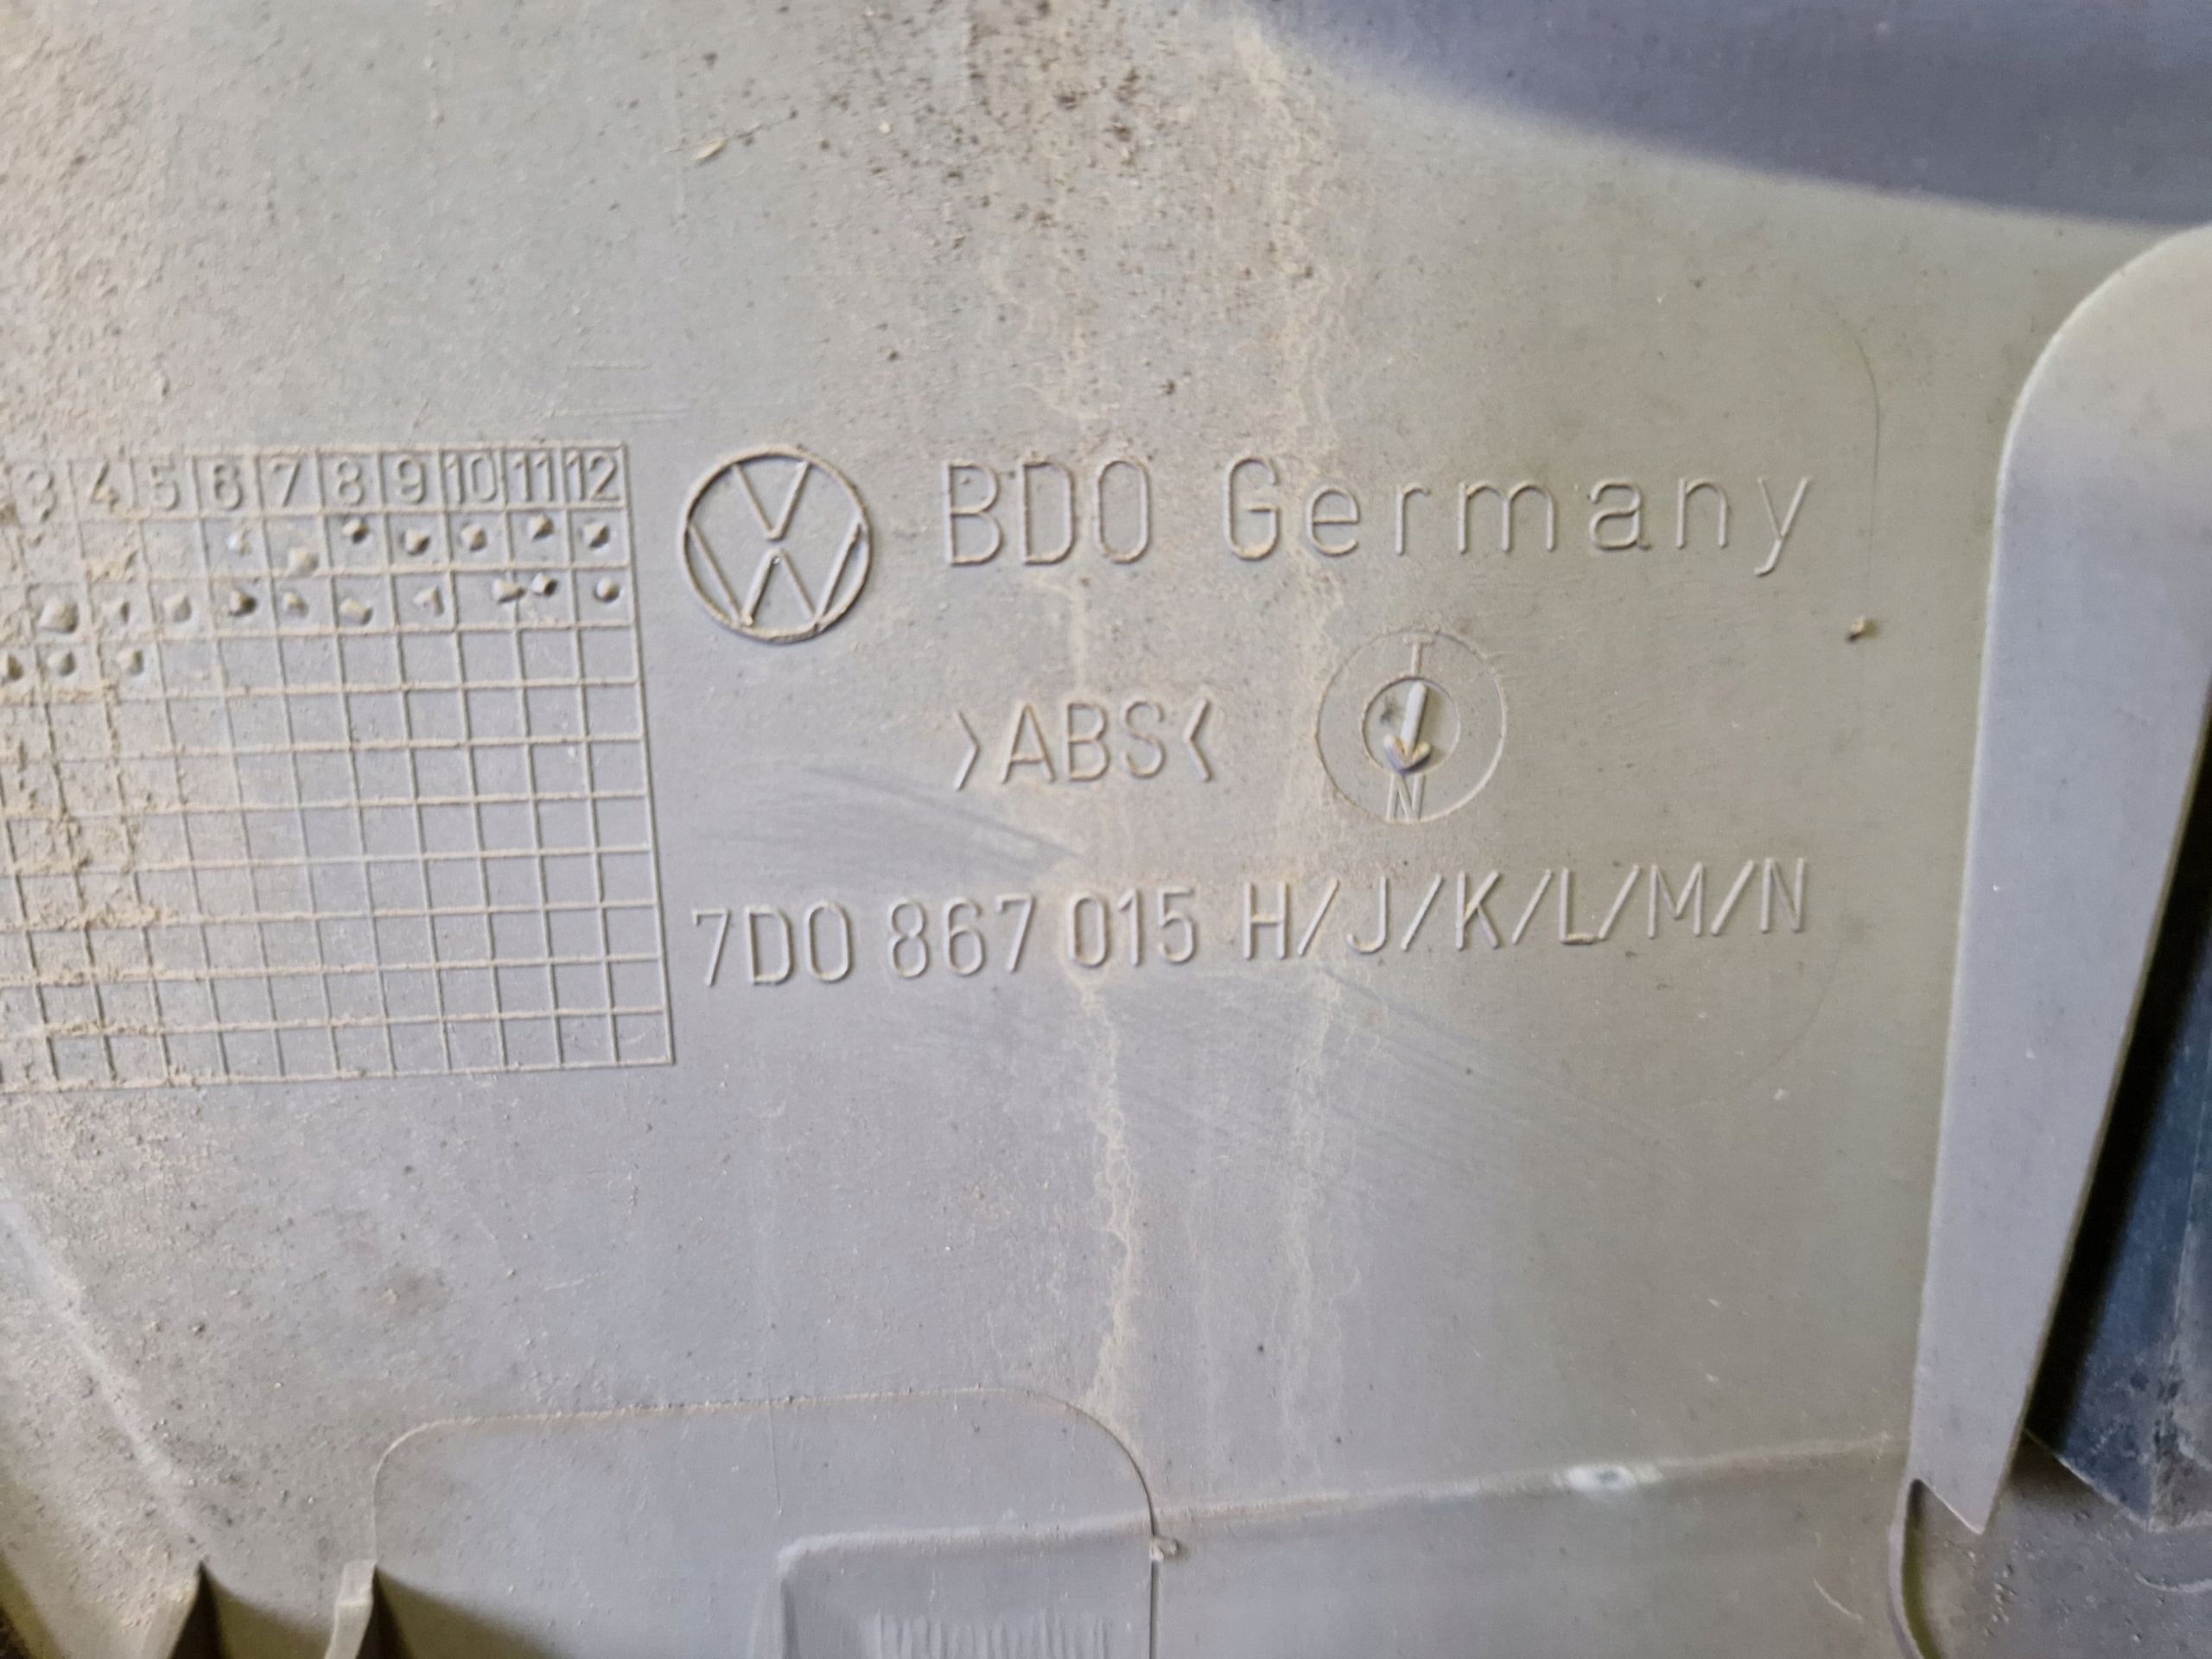 3 4 5 6 7 8 9 10 11 12
BDO Germany
>ABS<
T
N
7D0 867 015 H/J/K/L/M/N